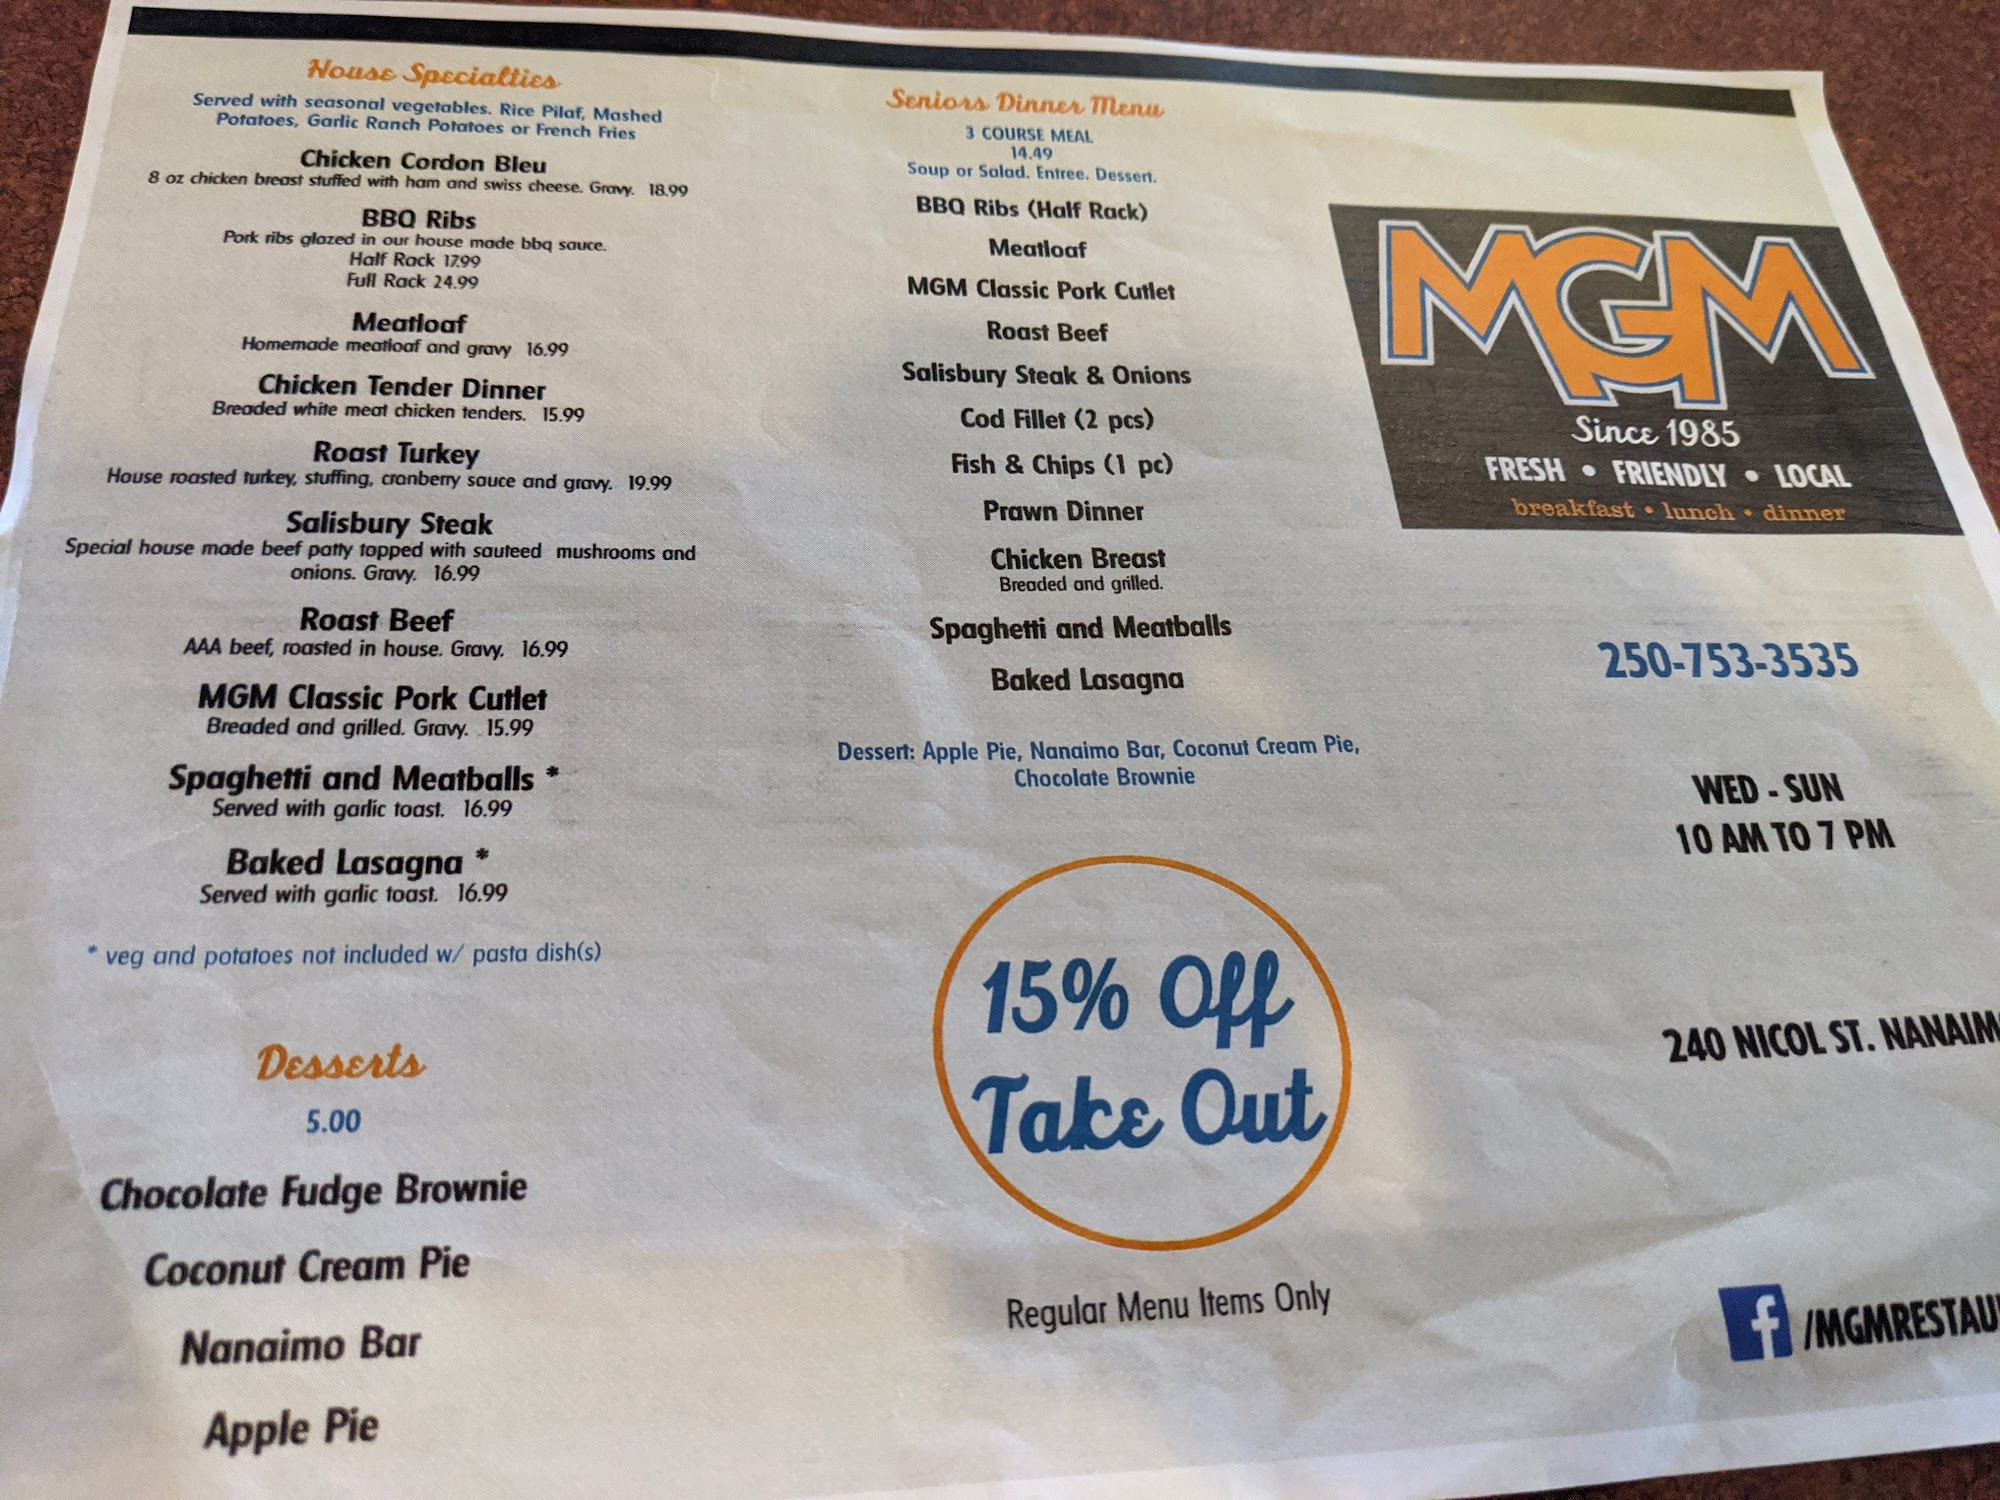 House Specialties
Served with seasonal vegetables. Rice Pilaf, Mashed
Potatoes, Garlic Ranch Potatoes or French Fries
Chicken Cordon Bleu
8 oz chicken breast stuffed with ham and swiss cheese. Gravy. 18.99
BBQ Ribs
Pork ribs glazed in our house made bbq sauce.
Half Rack 17.99
Full Rack 24.99
Meatloaf
Homemade meatloaf and gravy 16.99
Chicken Tender Dinner
Breaded white meat chicken tenders. 15.99
Roast Turkey
House roasted turkey, stuffing, cranberry sauce and gravy. 19.99
Salisbury Steak
Special house made beef patty topped with sauteed mushrooms and
onions. Gravy. 16.99
Roast Beef
AAA beef, roasted in house. Gravy. 16.99
MGM Classic Pork Cutlet
Breaded and grilled. Gravy. 15.99
Spaghetti and Meatballs *
Served with garlic toast. 16.99
Baked Lasagna *
Served with garlic toast. 16.99
* veg and potatoes not included w/ pasta dish(s)
Desserts
5.00
Chocolate Fudge Brownie
Coconut Cream Pie
Nanaimo Bar
Apple Pie
Seniors Dinner Menu
3 COURSE MEAL
14.49
Soup or Salad. Entree. Dessert.
BBQ Ribs (Half Rack)
Meatloaf
MGM Classic Pork Cutlet
Roast Beef
Salisbury Steak & Onions
Cod Fillet (2 pcs)
Fish & Chips (1 pc)
Prawn Dinner
Chicken Breast
Breaded and grilled.
Spaghetti and Meatballs
Baked Lasagna
Dessert: Apple Pie, Nanaimo Bar, Coconut Cream Pie,
Chocolate Brownie
15% Off
Take Out
Regular Menu Items Only
MGM
Since 1985
FRESH • FRIENDLY • LOCAL
breakfast • lunch • dinner
250-753-3535
WED - SUN
10 AM TO 7 PM
240 NICOL ST. NANAIM
f /MGMRESTAU